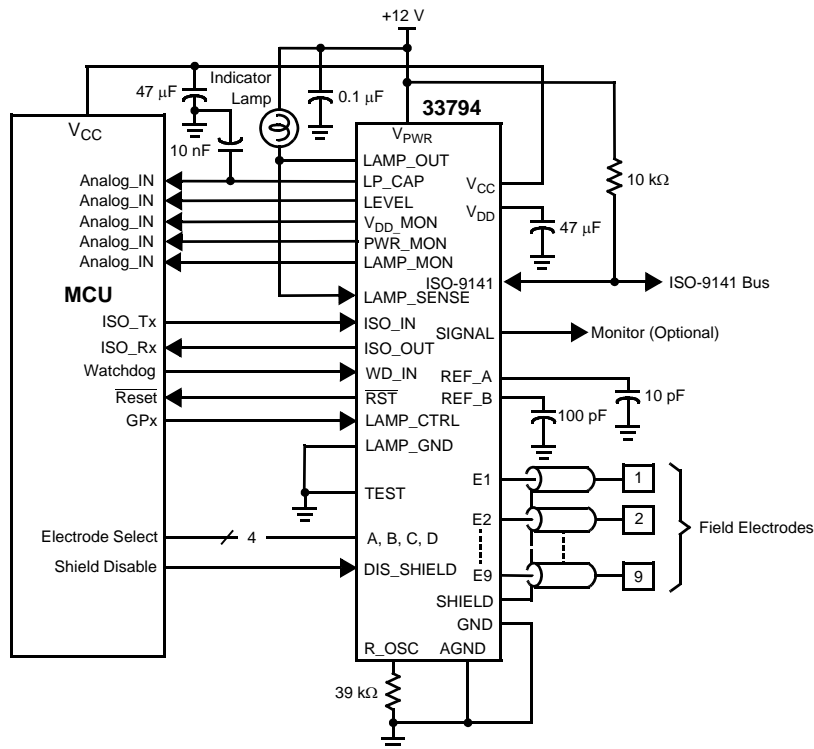 +12 V
47 μF
Indicator
Lamp
0.1 μF
33794
VCC
10 nF
VPWR
LAMP_OUT
Analog_IN
LP_CAP
VCC
10 kΩ
Analog_IN
LEVEL
VDD
Analog_IN
VDD_MON
47 μF
Analog_IN
PWR_MON
Analog_IN
LAMP_MON
MCU
ISO-9141
ISO-9141 Bus
LAMP_SENSE
ISO_Tx
ISO_IN
SIGNAL
Monitor (Optional)
ISO_Rx
ISO_OUT
Watchdog
WD_IN
REF_A
Reset
RST
REF_B
10 pF
GPx
LAMP_CTRL
100 pF
LAMP_GND
E1
1
TEST
E2
2
Field Electrodes
Electrode Select
4
A, B, C, D
Shield Disable
DIS_SHIELD
E9
9
SHIELD
GND
R_OSC
AGND
39 kΩ